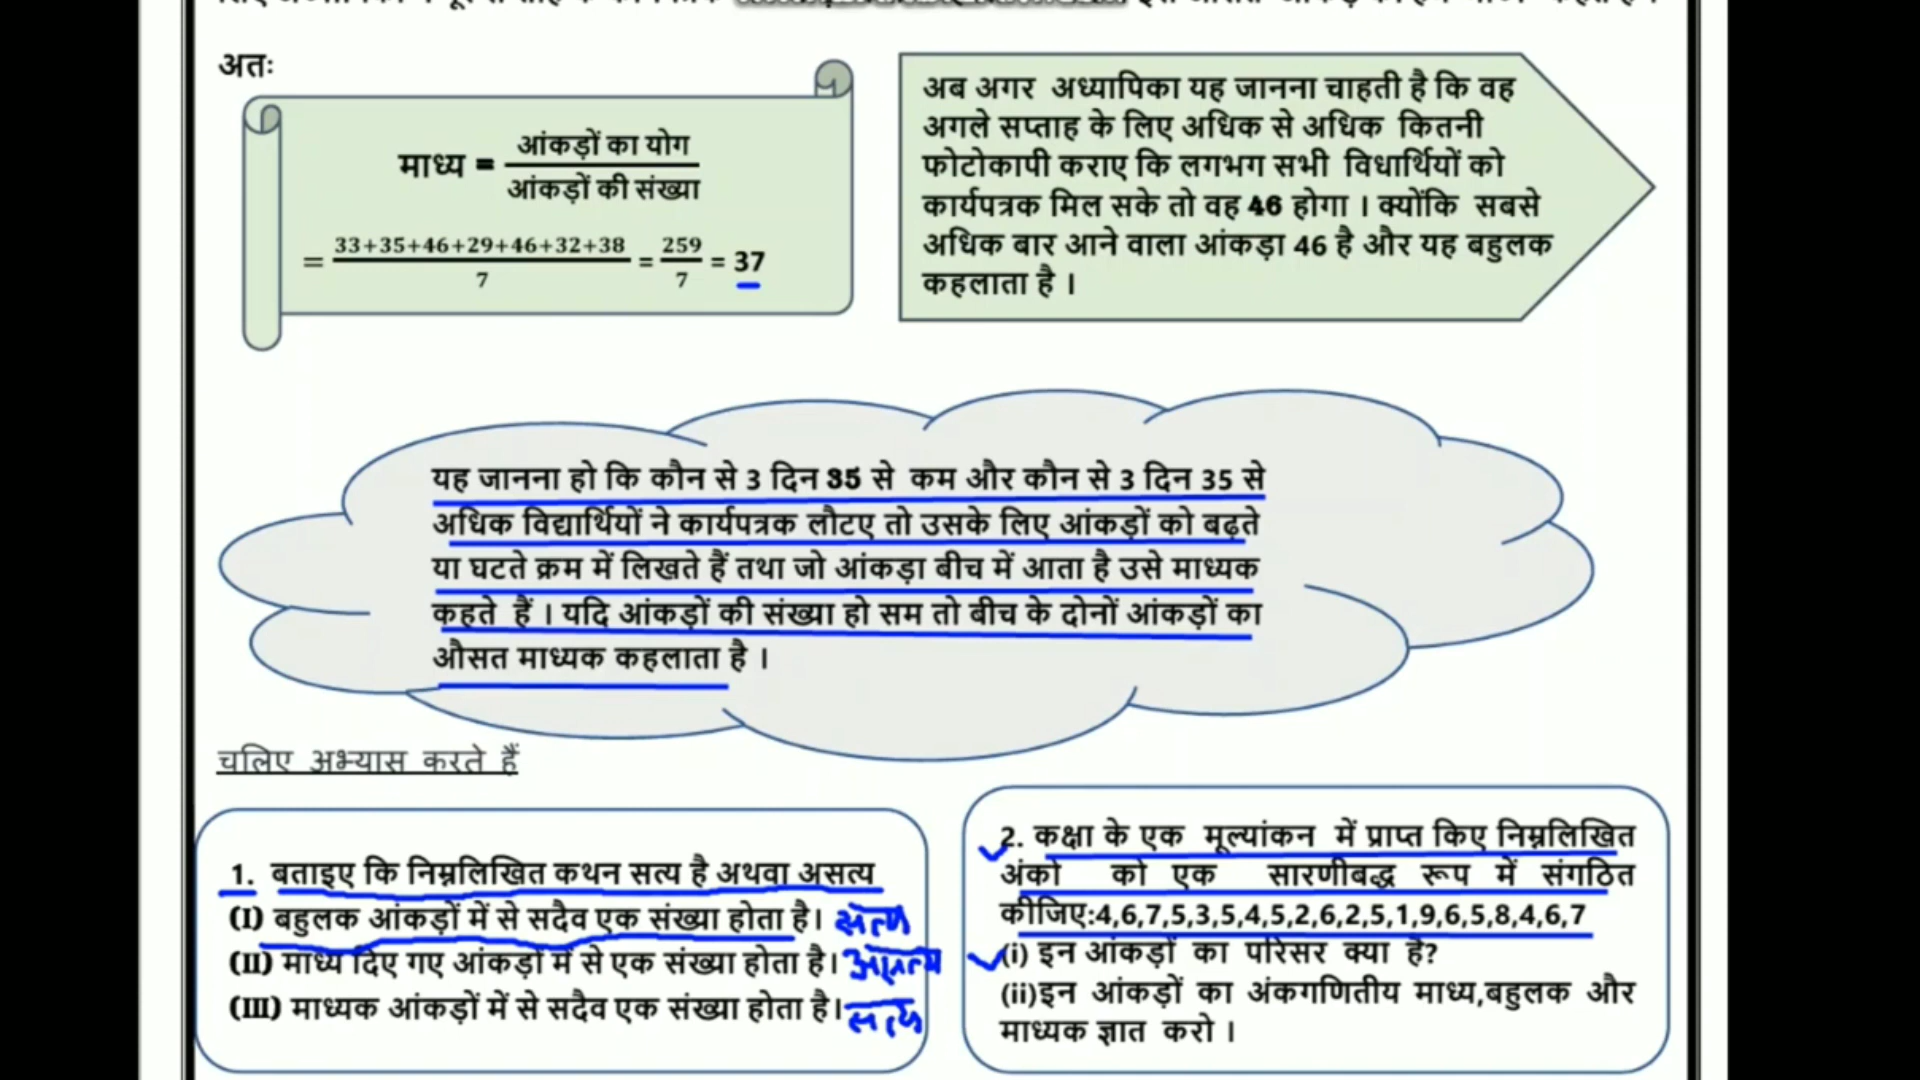 अतः
माध्य = आंकड़ों का योग / आंकड़ों की संख्या
= 33+35+46+29+46+32+38 / 7 = 259 / 7 = 37
अब अगर अध्यापिका यह जानना चाहती है कि वह
अगले सप्ताह के लिए अधिक से अधिक कितनी
फोटोकापी कराए कि लगभग सभी विधार्थियों को
कार्यपत्रक मिल सके तो वह 46 होगा । क्योंकि सबसे
अधिक बार आने वाला आंकड़ा 46 है और यह बहुलक
कहलाता है ।
यह जानना हो कि कौन से 3 दिन 35 से कम और कौन से 3 दिन 35 से
अधिक विद्यार्थियों ने कार्यपत्रक लौटए तो उसके लिए आंकड़ों को बढ़ते
या घटते क्रम में लिखते हैं तथा जो आंकड़ा बीच में आता है उसे माध्यक
कहते हैं । यदि आंकड़ों की संख्या हो सम तो बीच के दोनों आंकड़ों का
औसत माध्यक कहलाता है ।
चलिए अभ्यास करते हैं
1. बताइए कि निम्नलिखित कथन सत्य है अथवा असत्य
(I) बहुलक आंकड़ों में से सदैव एक संख्या होता है। सत्य
(II) माध्य दिए गए आंकड़ों में से एक संख्या होता है। असत्य
(III) माध्यक आंकड़ों में से सदैव एक संख्या होता है। सत्य
2. कक्षा के एक मूल्यांकन में प्राप्त किए निम्नलिखित
अंको को एक सारणीबद्ध रूप में संगठित
कीजिए:4,6,7,5,3,5,4,5,2,6,2,5,1,9,6,5,8,4,6,7
(i) इन आंकड़ों का परिसर क्या है?
(ii)इन आंकड़ों का अंकगणितीय माध्य,बहुलक और
माध्यक ज्ञात करो ।